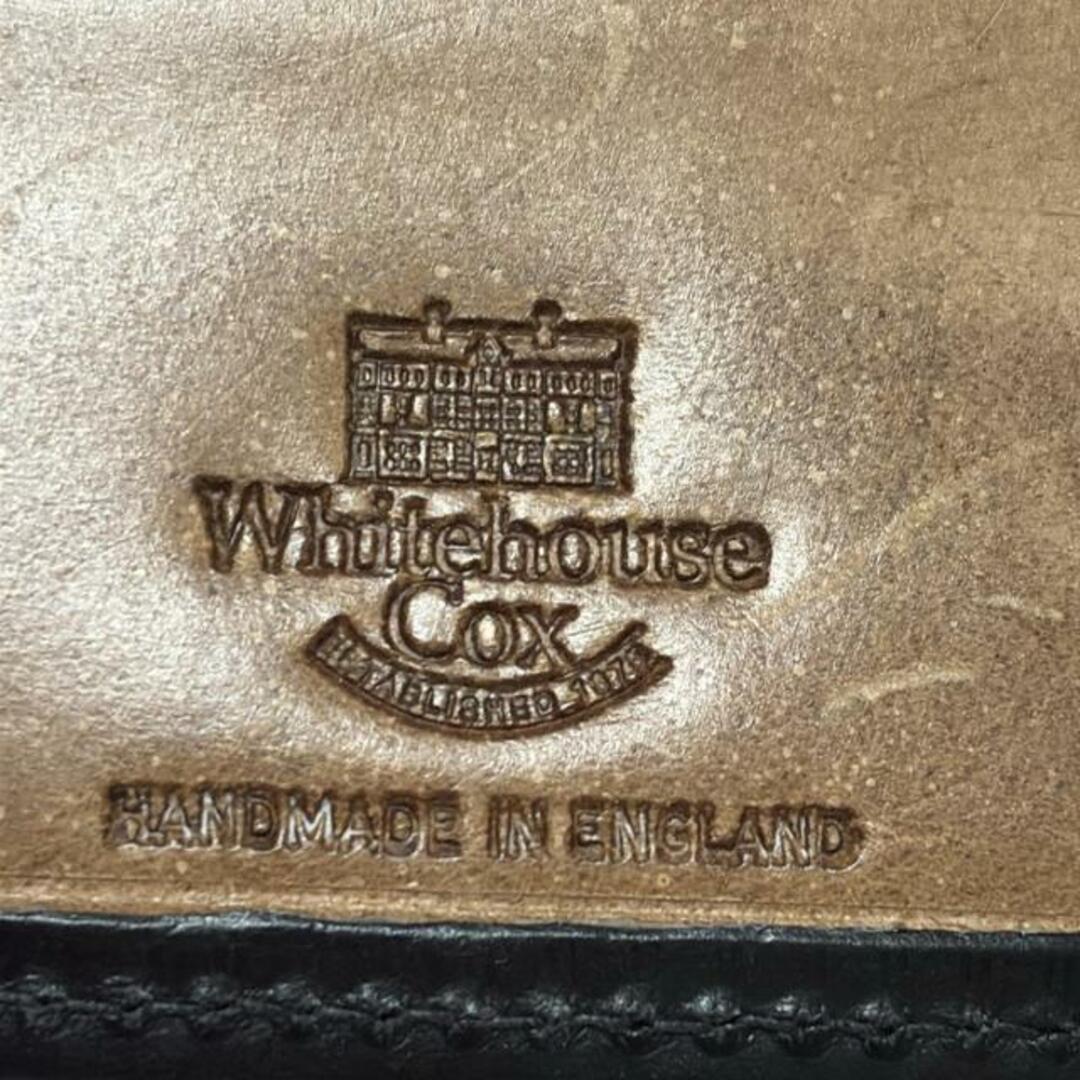 Whitehouse
Cox
ESTABLISHED
HANDMADE IN ENGLAND